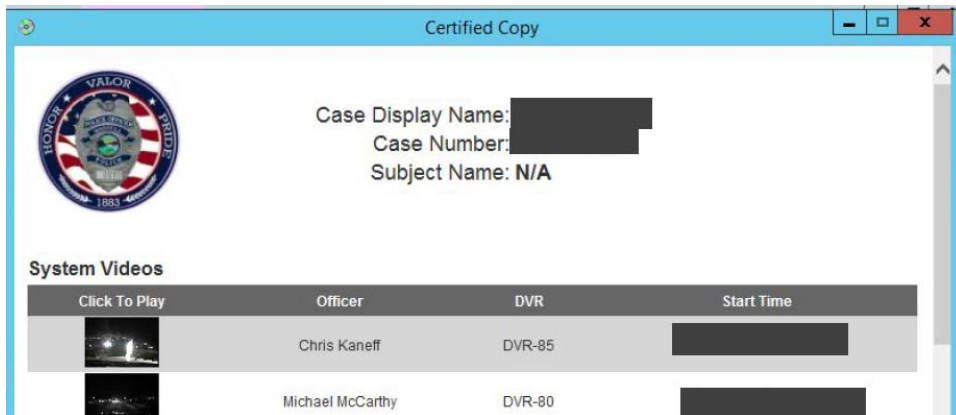 Certified Copy
HONOR VALOR PRIDE
1883
Case Display Name:
Case Number:
Subject Name: N/A
System Videos
Click To Play Officer DVR Start Time
Chris Kaneff DVR-85
Michael McCarthy DVR-80